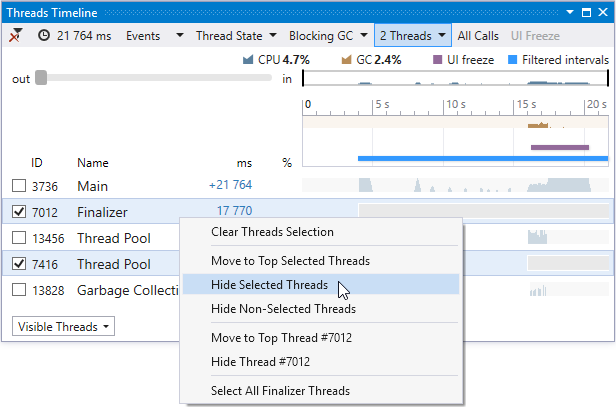 Threads Timeline
21 764 ms Events Thread State Blocking GC 2 Threads All Calls UI Freeze
CPU 4.7% GC 2.4% UI freeze Filtered intervals
out in
0 5 s 10 s 15 s 20 s
ID Name ms %
3736 Main +21 764
7012 Finalizer 17 770
13456 Thread Pool
7416 Thread Pool
13828 Garbage Collecti
Visible Threads
Clear Threads Selection
Move to Top Selected Threads
Hide Selected Threads
Hide Non-Selected Threads
Move to Top Thread #7012
Hide Thread #7012
Select All Finalizer Threads